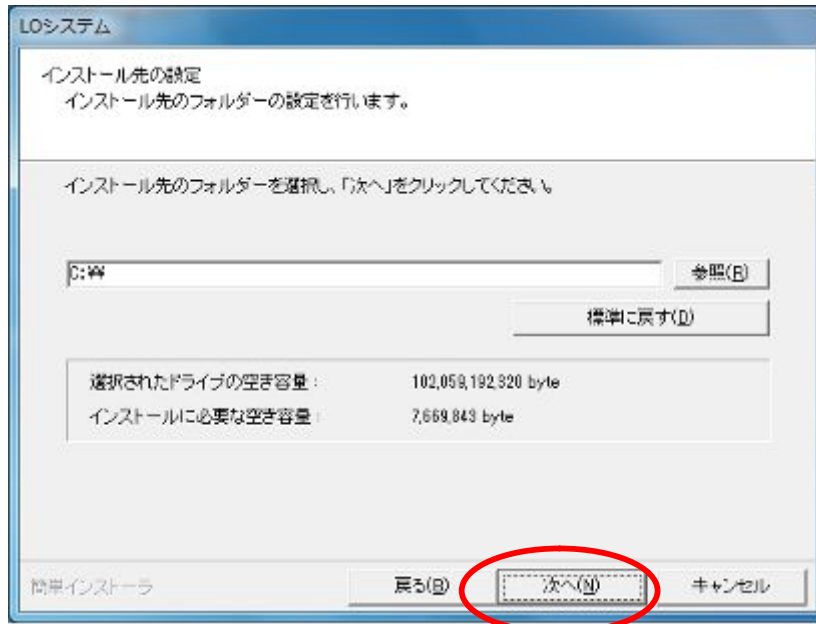 LOシステム
インストール先の設定
インストール先のフォルダーの設定を行います。
インストール先のフォルダーを選択し、「次へ」をクリックしてください。
C:¥¥
参照(R)
標準に戻す(D)
選択されたドライブの空き容量： 102,059,192,320 byte
インストールに必要な空き容量： 7,669,843 byte
簡単インストーラ
戻る(B) 次へ(N) キャンセル